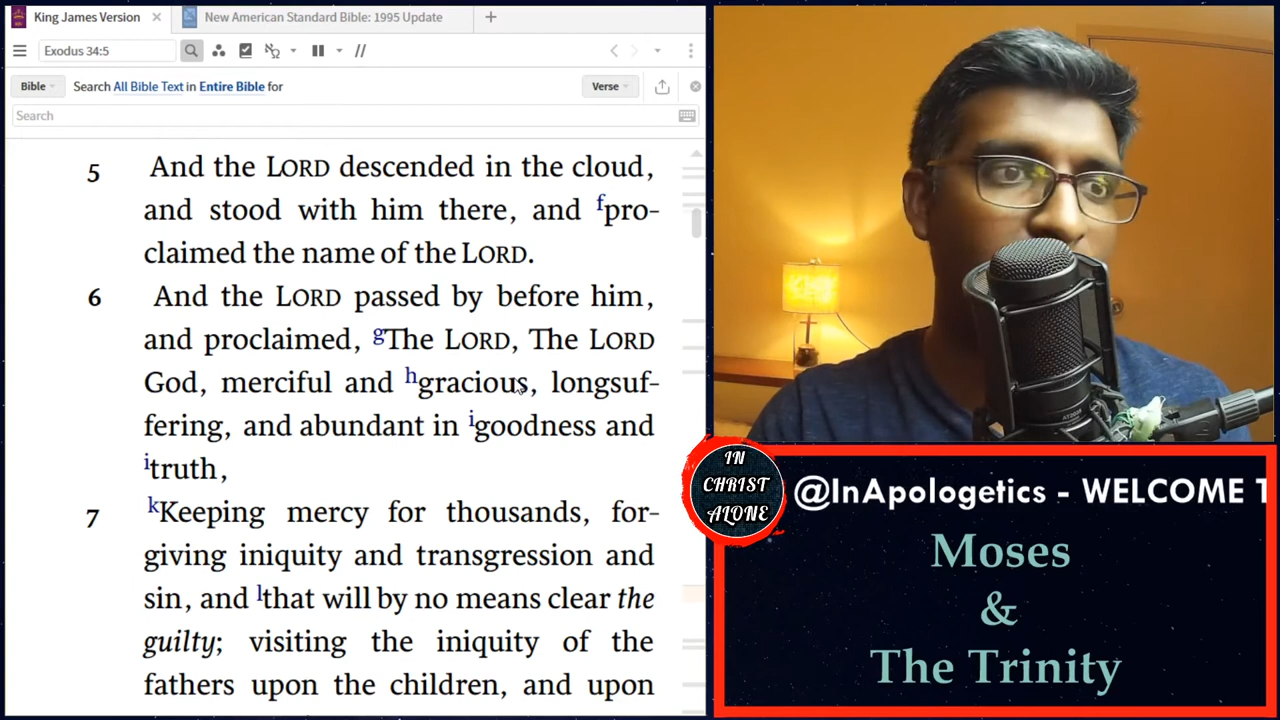 King James Version
New American Standard Bible: 1995 Update
Exodus 34:5
Bible
Search All Bible Text in Entire Bible for
Verse
Search
5 And the LORD descended in the cloud,
and stood with him there, and fpro-
claimed the name of the LORD.
6 And the LORD passed by before him,
and proclaimed, gThe LORD, The LORD
God, merciful and hgracious, longsuf-
fering, and abundant in igoodness and
itruth,
7 kKeeping mercy for thousands, for-
giving iniquity and transgression and
sin, and lthat will by no means clear the
guilty; visiting the iniquity of the
fathers upon the children, and upon
IN
CHRIST
ALONE
@InApologetics - WELCOME T
Moses
&
The Trinity